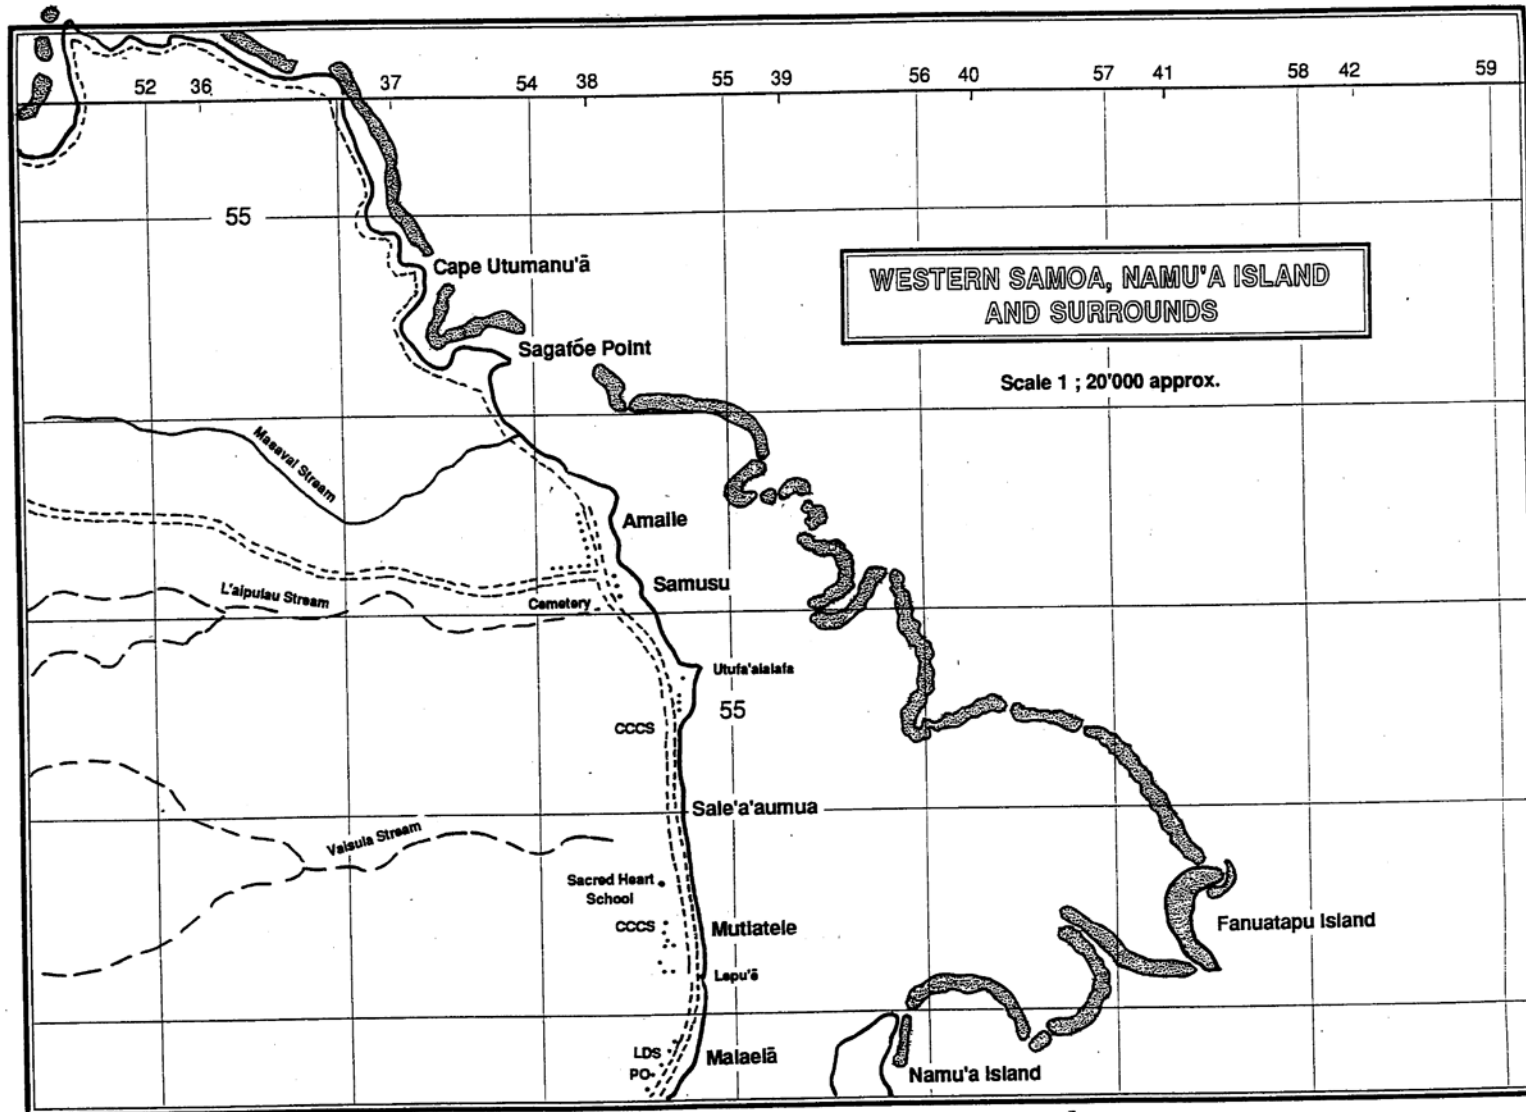 52 36 37 54 38 55 39 56 40 57 41 58 42 59
55
Cape Utumanu'ā
WESTERN SAMOA, NAMU'A ISLAND
AND SURROUNDS
Sagafōe Point
Scale 1 ; 20'000 approx.
Masavai Stream
Amaile
Samusu
L'aipulau Stream
Cemetery
Utufa'alalafa
55
CCCS
Sale'a'aumua
Vaisula Stream
Sacred Heart
School
CCCS
Mutiatele
Fanuatapu Island
Lepu'ē
LDS
Malaelā
PO
Namu'a Island